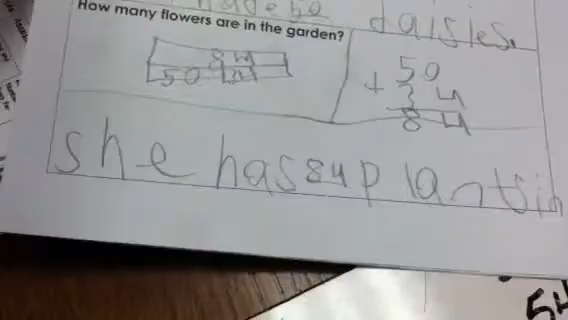 daisies.
How many flowers are in the garden?
84
50 34
50
+ 34
84
she has 84 plants in
54